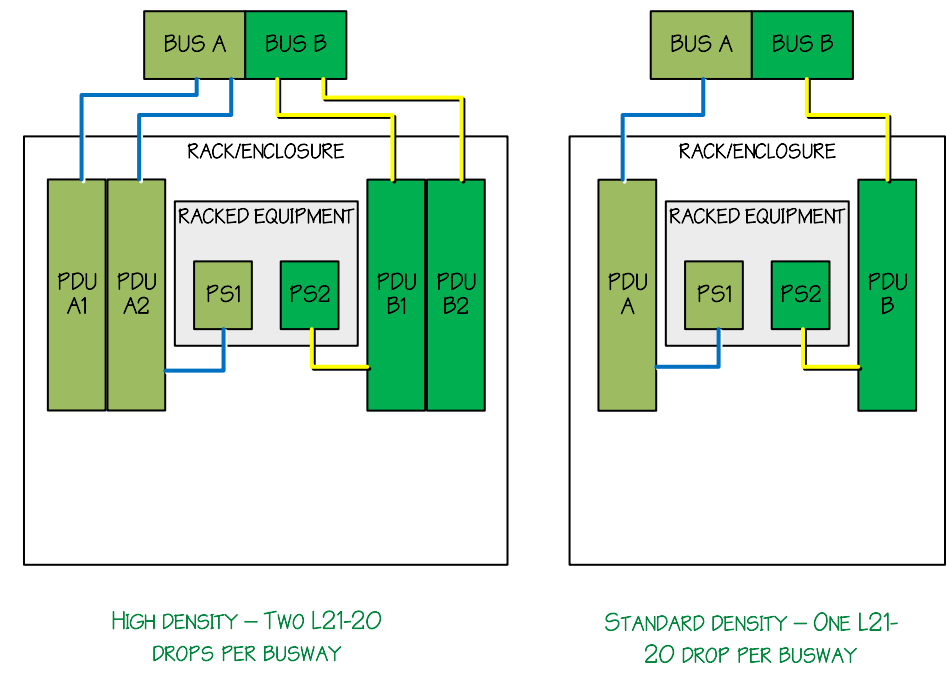 BUS A
BUS B
RACK/ENCLOSURE
RACKED EQUIPMENT
PDU
A1
PDU
A2
PS1
PS2
PDU
B1
PDU
B2
HIGH DENSITY – TWO L21-20
DROPS PER BUSWAY
BUS A
BUS B
RACK/ENCLOSURE
RACKED EQUIPMENT
PDU
A
PS1
PS2
PDU
B
STANDARD DENSITY – ONE L21-
20 DROP PER BUSWAY